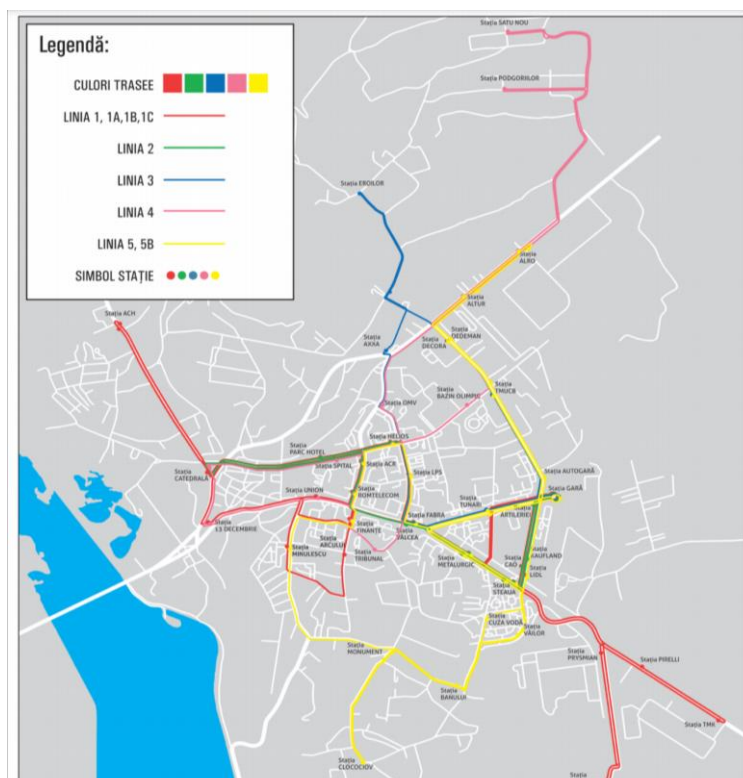 Legendă:
CULORI TRASEE
LINIA 1, 1A,1B,1C
LINIA 2
LINIA 3
LINIA 4
LINIA 5, 5B
SIMBOL STAȚIE
Stația SATU NOU
Stația PODGORIILOR
Stația EROILOR
Stația
ALRO
Stația
ALTUR
Stația ACH
Stația
DEDEMAN
Stația
AXXA
Stația
DECORA
Stația
BAZIN OLIMPIC
Stația
TMUCB
Stația OMV
Stația
PARC HOTEL
Stația HELIOS
Stația SPITAL
Stația ACR
Stația LPS
Stația AUTOGARĂ
Stația
CATEDRALĂ
Stația UNION
Stația
ROMTELECOM
Stația
TUNARI
Stația GARĂ
Stația
13 DECEMBRIE
Stația
FINANȚE
Stația FABRA
Stația
ARTILERIEI
Stația
VÂLCEA
Stația
ARCULUI
Stația
MINULESCU
Stația
TRIBUNAL
Stația
METALURGIC
Stația
CAO
Stația
KAUFLAND
Stația
LIDL
Stația
STEAUA
Stația
CUZA VODĂ
Stația
VĂILOR
Stația
MONUMENT
Stația
PRYSMIAN
Stația PIRELLI
Stația
BANULUI
Stația TMK
Stația
CLOCOCIOV
Stația